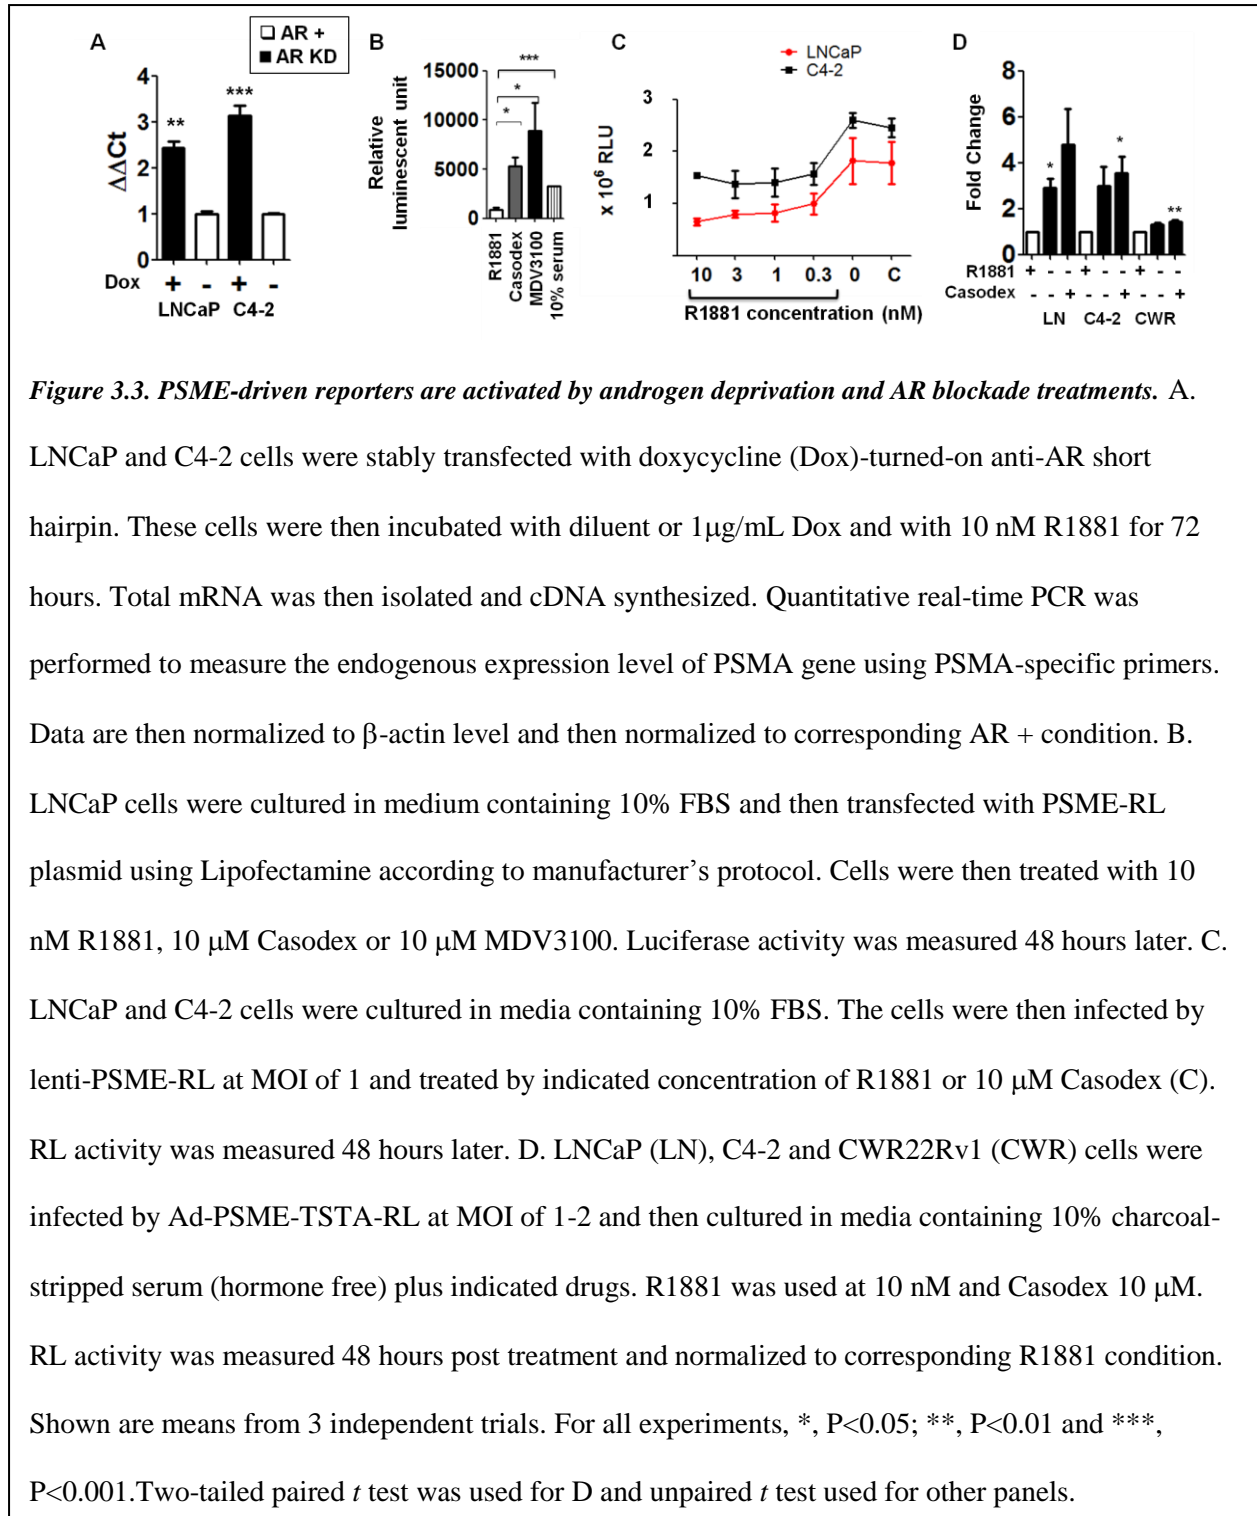 A
AR +
AR KD
4
3
2
1
0
ΔΔCt
** ***
Dox + - + -
LNCaP C4-2
B
Relative
luminescent unit
15000
10000
5000
0
***
*
*
R1881
Casodex
MDV3100
10% serum
C
LNCaP
C4-2
x 10⁶ RLU
3
2
1
10 3 1 0.3 0 C
R1881 concentration (nM)
D
Fold Change
8
6
4
2
0
* * **
R1881 + - - + - - + - -
Casodex - - + - - + - - +
LN C4-2 CWR
Figure 3.3. PSME-driven reporters are activated by androgen deprivation and AR blockade treatments. A.
LNCaP and C4-2 cells were stably transfected with doxycycline (Dox)-turned-on anti-AR short
hairpin. These cells were then incubated with diluent or 1μg/mL Dox and with 10 nM R1881 for 72
hours. Total mRNA was then isolated and cDNA synthesized. Quantitative real-time PCR was
performed to measure the endogenous expression level of PSMA gene using PSMA-specific primers.
Data are then normalized to β-actin level and then normalized to corresponding AR + condition. B.
LNCaP cells were cultured in medium containing 10% FBS and then transfected with PSME-RL
plasmid using Lipofectamine according to manufacturer’s protocol. Cells were then treated with 10
nM R1881, 10 μM Casodex or 10 μM MDV3100. Luciferase activity was measured 48 hours later. C.
LNCaP and C4-2 cells were cultured in media containing 10% FBS. The cells were then infected by
lenti-PSME-RL at MOI of 1 and treated by indicated concentration of R1881 or 10 μM Casodex (C).
RL activity was measured 48 hours later. D. LNCaP (LN), C4-2 and CWR22Rv1 (CWR) cells were
infected by Ad-PSME-TSTA-RL at MOI of 1-2 and then cultured in media containing 10% charcoal-
stripped serum (hormone free) plus indicated drugs. R1881 was used at 10 nM and Casodex 10 μM.
RL activity was measured 48 hours post treatment and normalized to corresponding R1881 condition.
Shown are means from 3 independent trials. For all experiments, *, P<0.05; **, P<0.01 and ***,
P<0.001.Two-tailed paired t test was used for D and unpaired t test used for other panels.